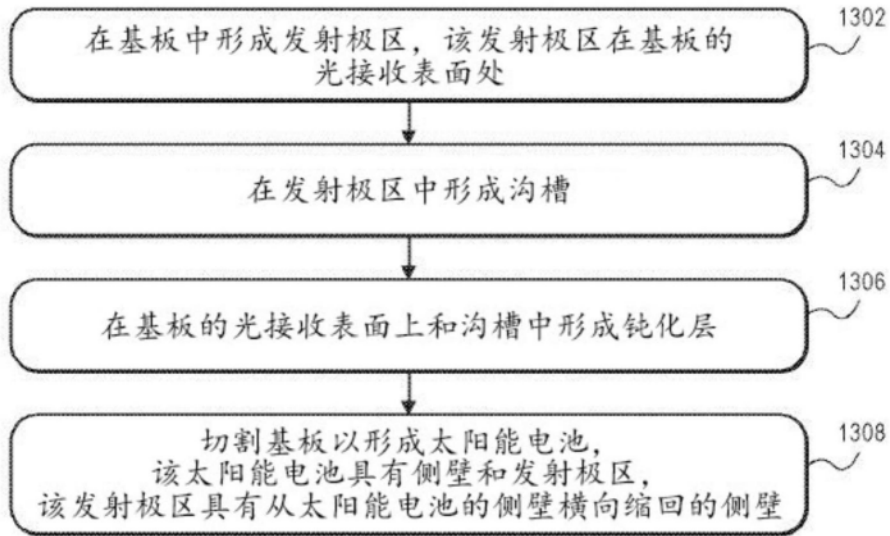 1302
在基板中形成发射极区，该发射极区在基板的
光接收表面处
1304
在发射极区中形成沟槽
1306
在基板的光接收表面上和沟槽中形成钝化层
1308
切割基板以形成太阳能电池，
该太阳能电池具有侧壁和发射极区，
该发射极区具有从太阳能电池的侧壁横向缩回的侧壁